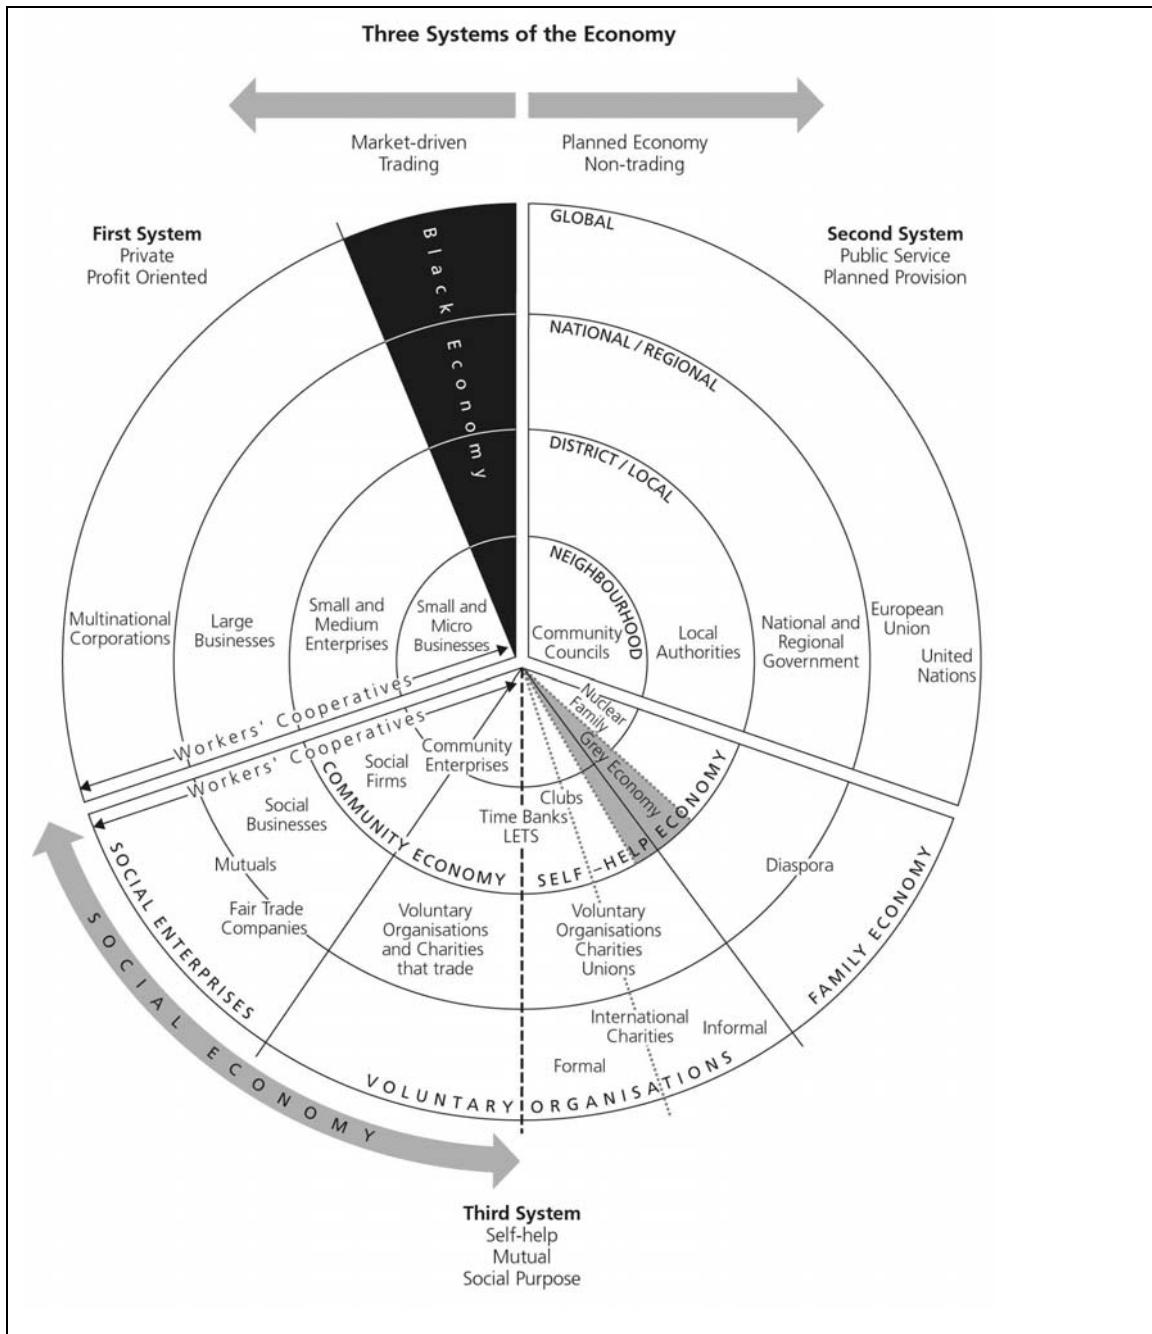 Three Systems of the Economy
Market-driven
Trading
Planned Economy
Non-trading
First System
Private
Profit Oriented
Second System
Public Service
Planned Provision
Black Economy
GLOBAL
NATIONAL / REGIONAL
DISTRICT / LOCAL
NEIGHBOURHOOD
Multinational
Corporations
Large
Businesses
Small and
Medium
Enterprises
Small and
Micro
Businesses
Community
Councils
Local
Authorities
National and
Regional
Government
European
Union
United
Nations
Workers' Cooperatives
Workers' Cooperatives
Nuclear
Family
Grey Economy
Community
Enterprises
Social
Firms
Social
Businesses
Mutuals
Fair Trade
Companies
Clubs
Time Banks
LETS
COMMUNITY ECONOMY
SELF-HELP ECONOMY
Diaspora
Voluntary
Organisations
and Charities
that trade
Voluntary
Organisations
Charities
Unions
International
Charities
Informal
Formal
SOCIAL ENTERPRISES
VOLUNTARY ORGANISATIONS
FAMILY ECONOMY
SOCIAL ECONOMY
Third System
Self-help
Mutual
Social Purpose